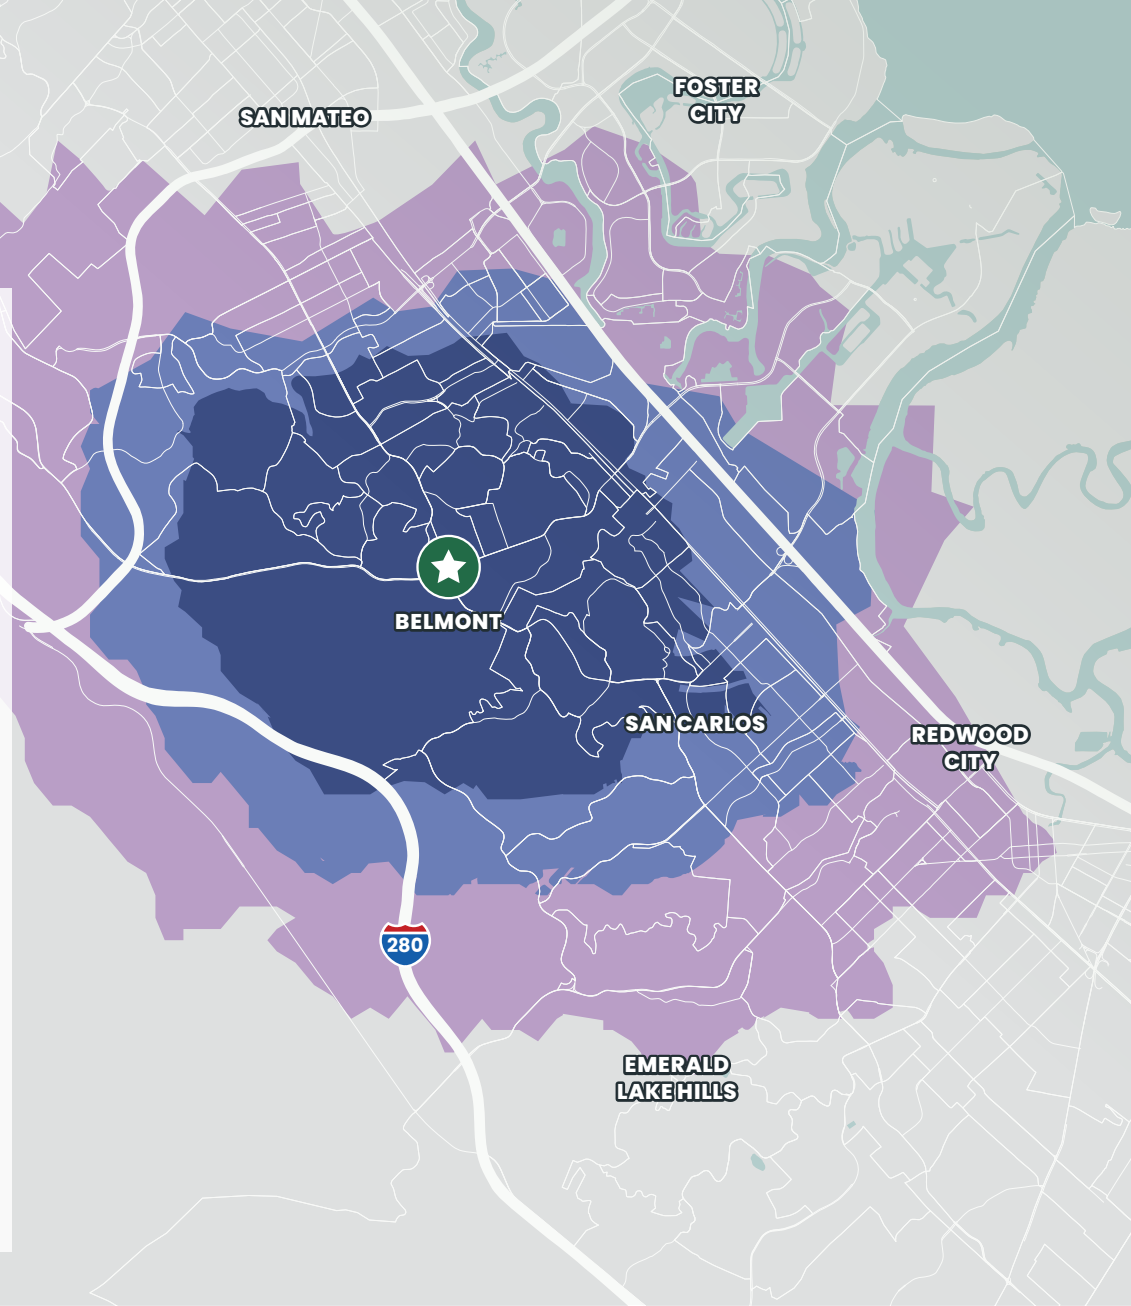 FOSTER
CITY
SAN MATEO
BELMONT
SAN CARLOS
REDWOOD
CITY
280
EMERALD
LAKE HILLS